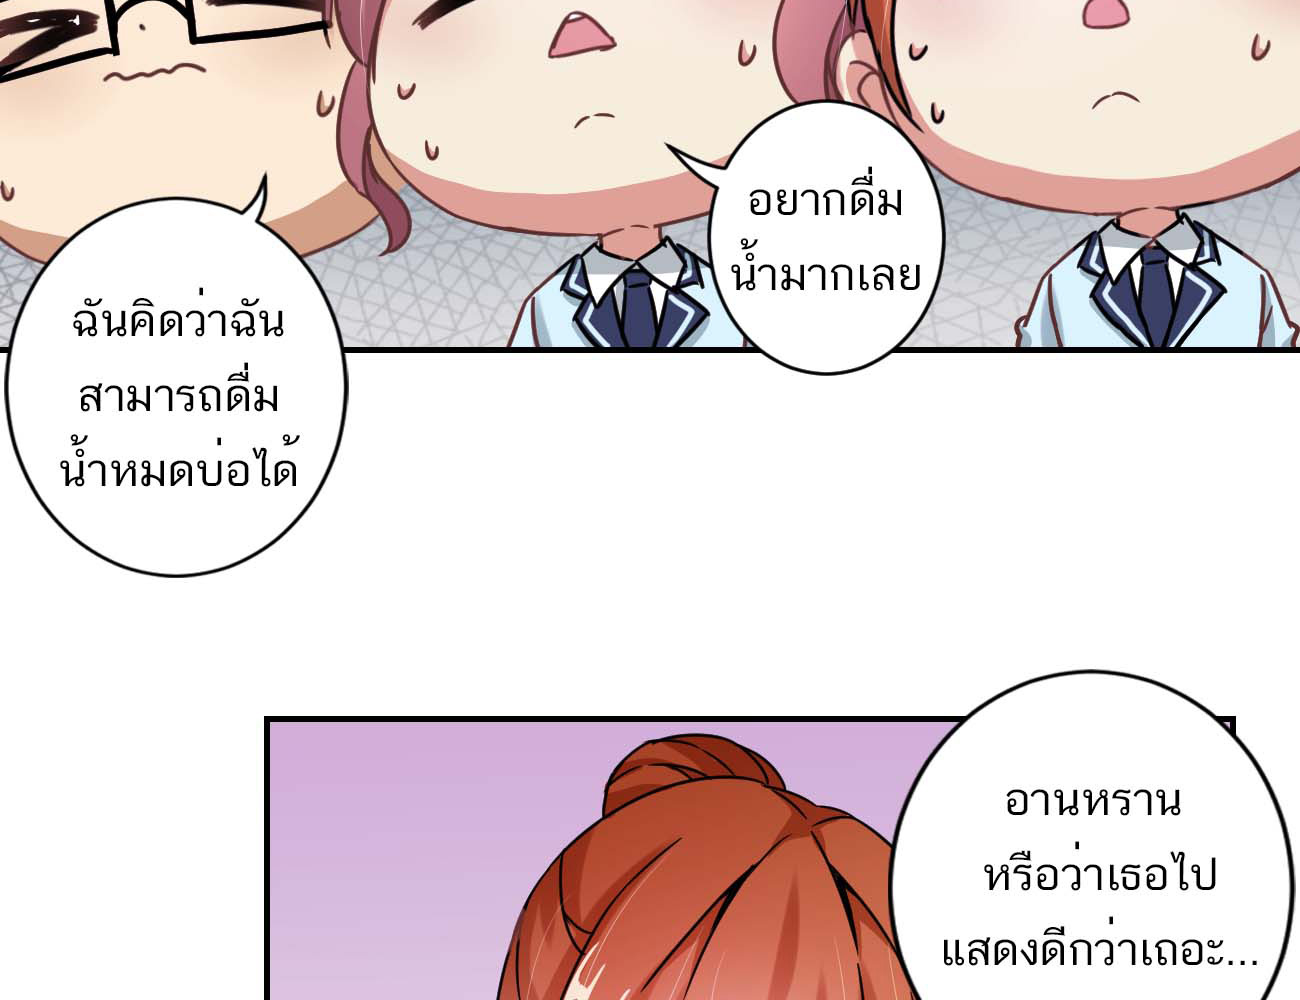 อยากดื่ม
น้ำมากเลย
ฉันคิดว่าฉัน
สามารถดื่ม
น้ำหมดบ่อได้
อานหราน
หรือว่าเธอไป
แสดงดีกว่าเถอะ...